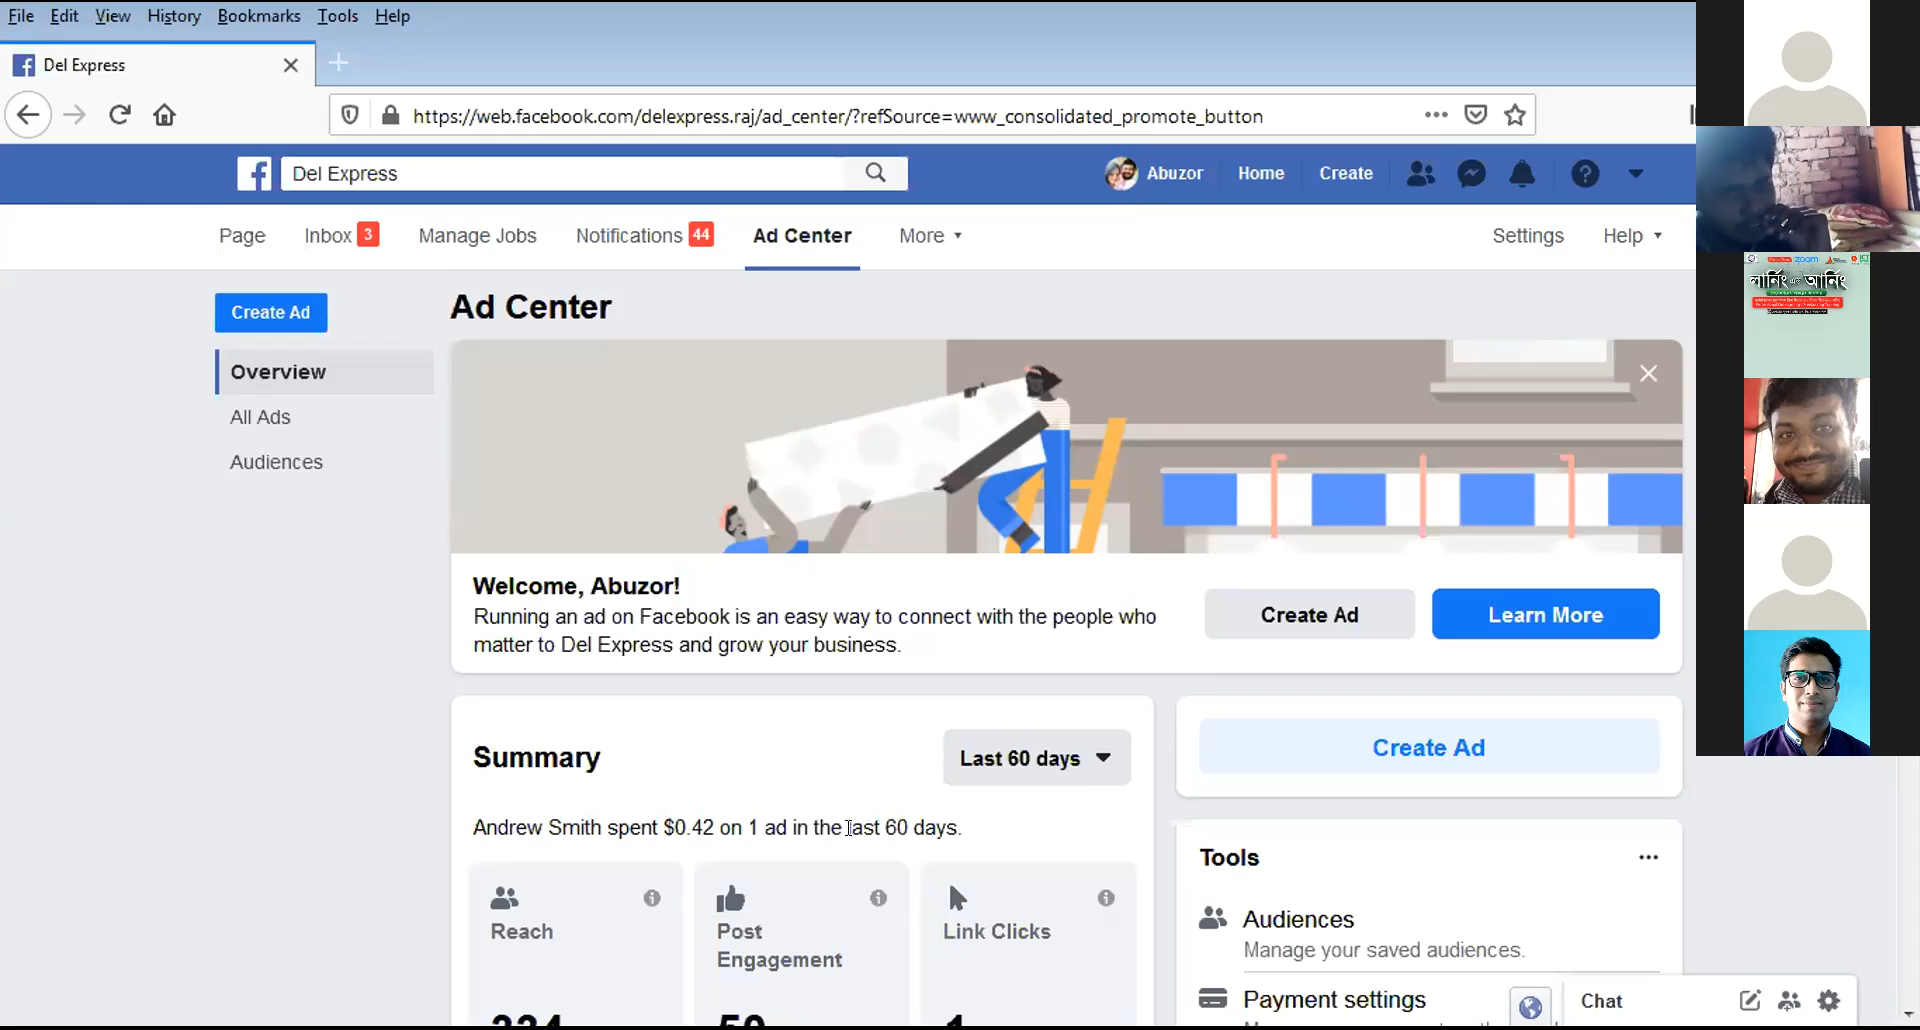 File Edit View History Bookmarks Tools Help
Del Express
https://web.facebook.com/delexpress.raj/ad_center/?refSource=www_consolidated_promote_button
Del Express
Abuzor Home Create
Page Inbox 3 Manage Jobs Notifications 44 Ad Center More Settings Help
Create Ad
Overview
All Ads
Audiences
Ad Center
Welcome, Abuzor!
Running an ad on Facebook is an easy way to connect with the people who
matter to Del Express and grow your business.
Create Ad
Learn More
Summary
Last 60 days
Andrew Smith spent $0.42 on 1 ad in the last 60 days.
Reach
Post
Engagement
Link Clicks
Create Ad
Tools
Audiences
Manage your saved audiences.
Payment settings
Chat
zoom
লার্নিং এন্ড আর্নিং